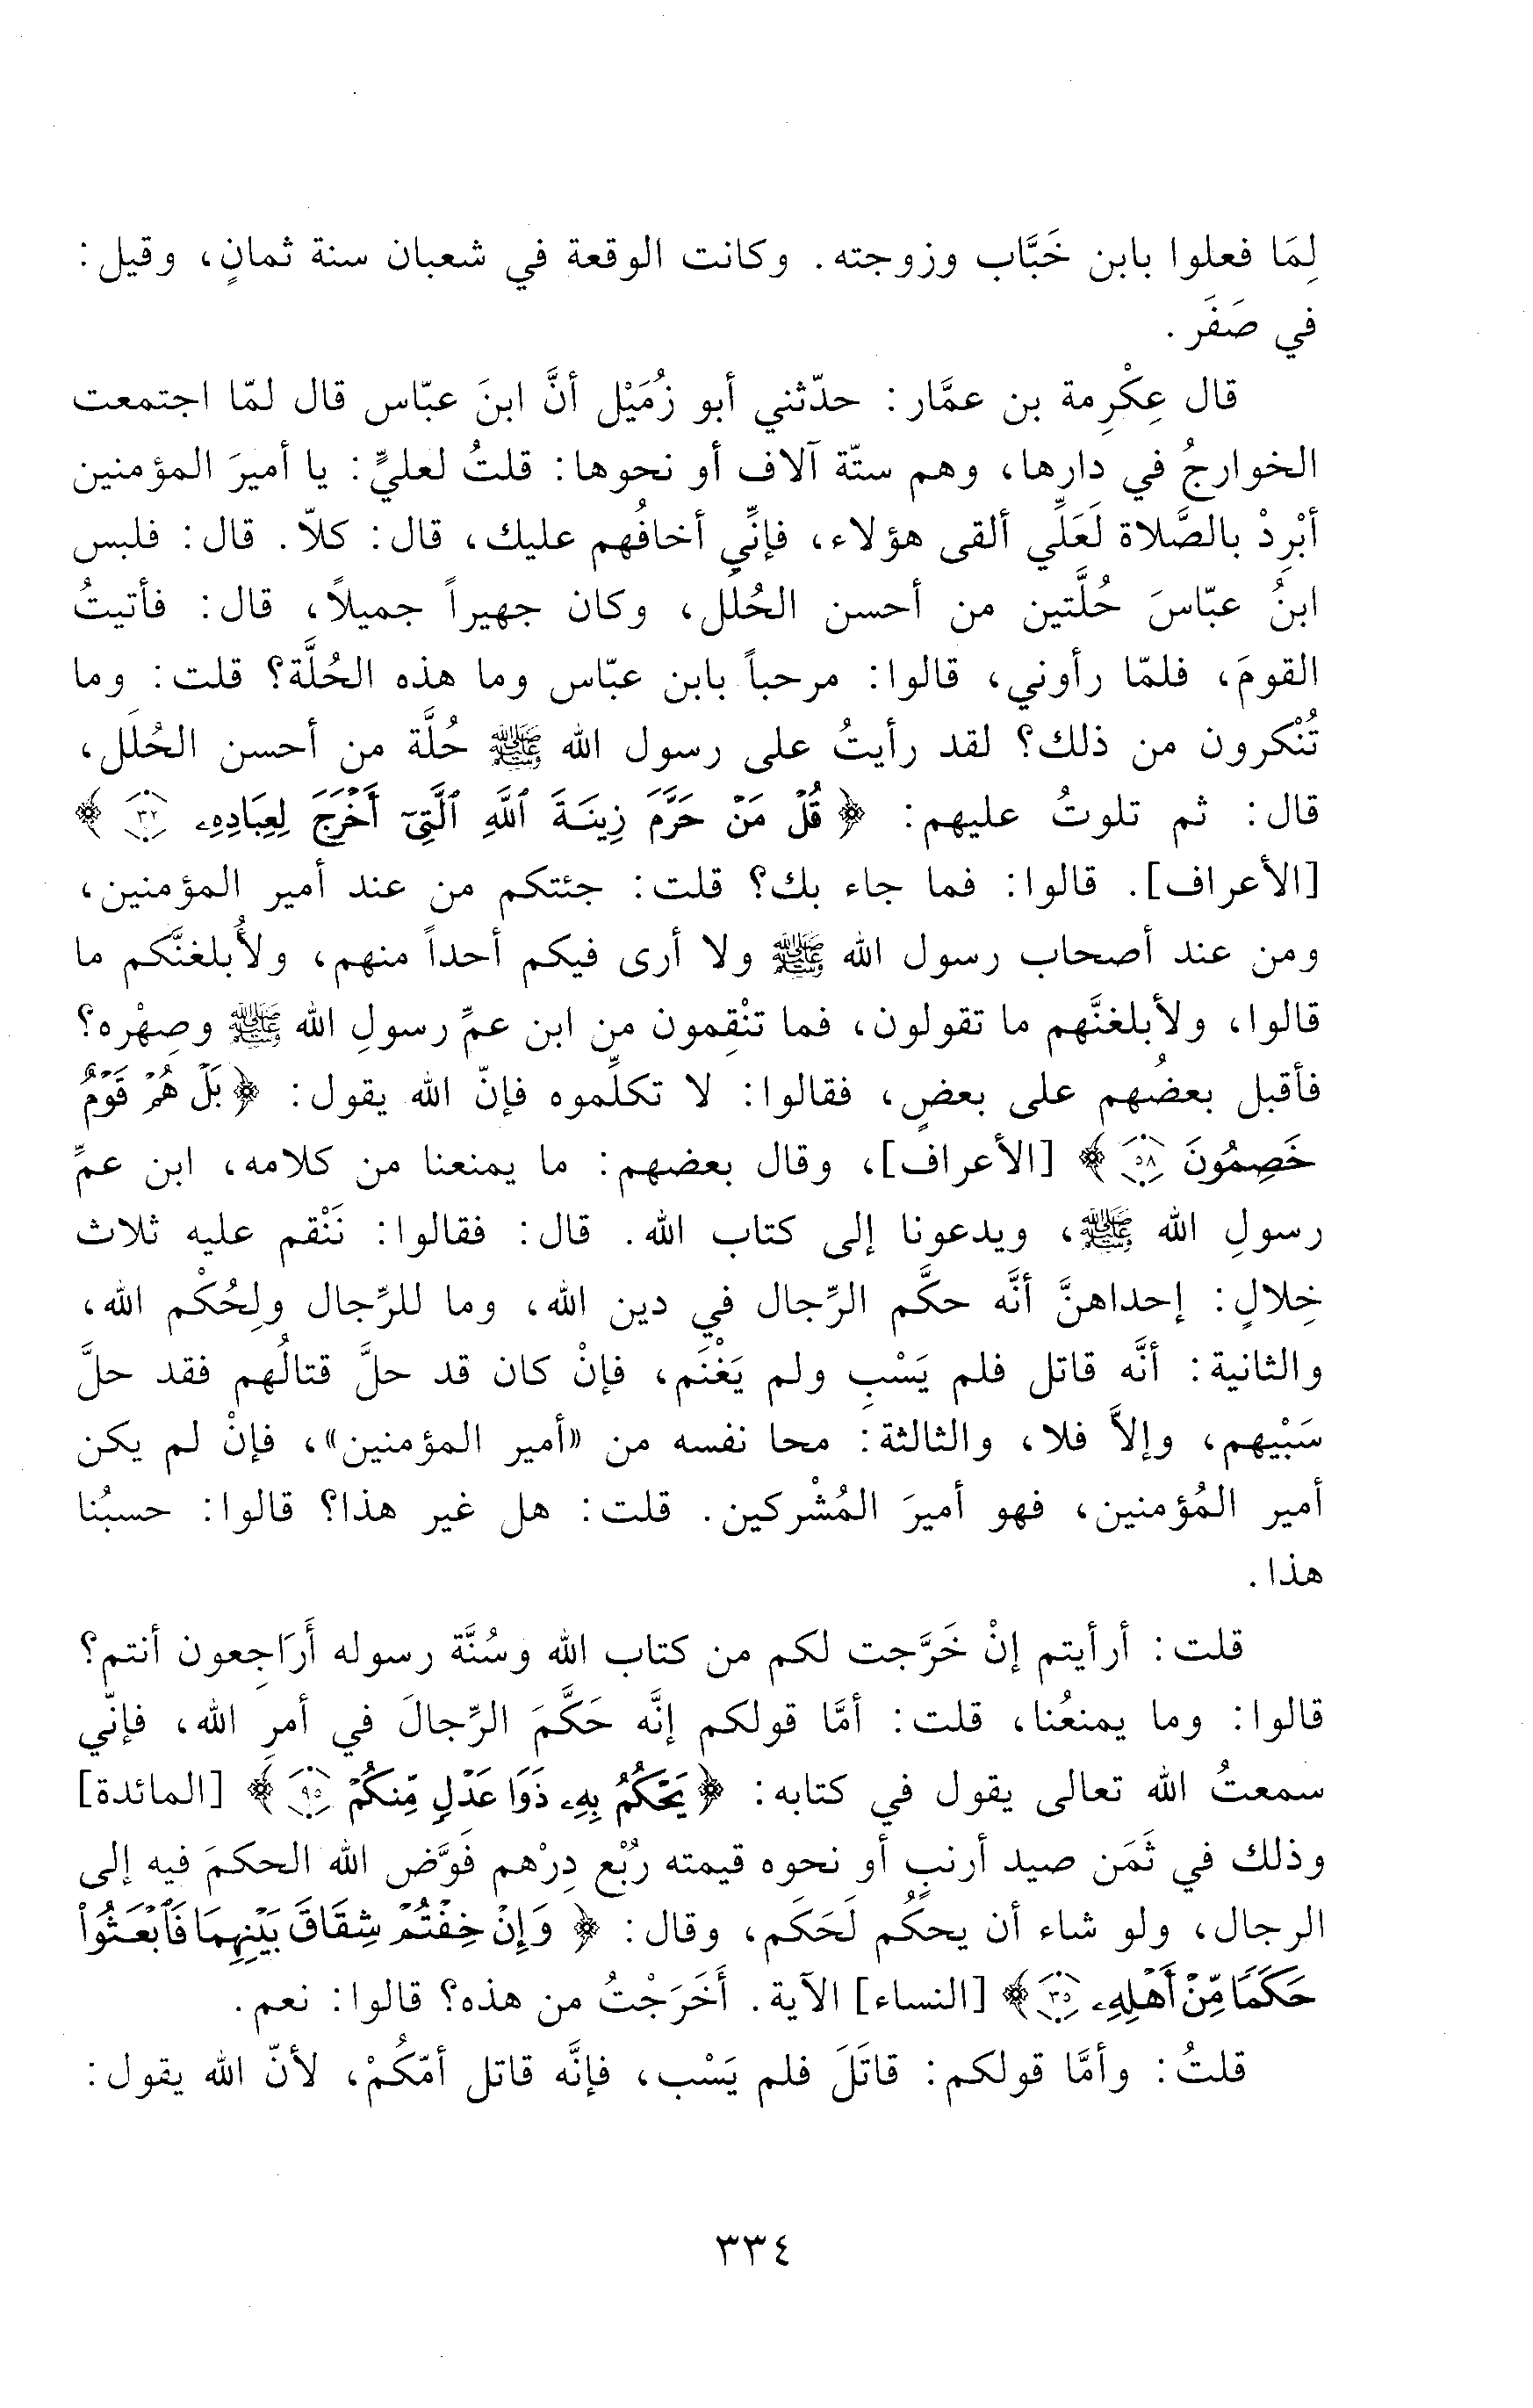 لِمَا فعلوا بابن خَبَّاب وزوجته. وكانت الوقعة في شعبان سنة ثمانٍ، وقيل:
في صَفَر.
قال عِكْرِمة بن عمَّار: حدّثني أبو زُمَيْل أنَّ ابنَ عبّاس قال لمّا اجتمعت
الخوارجُ في دارها، وهم ستّة آلاف أو نحوها: قلتُ لعليٍّ: يا أميرَ المؤمنين
أبْرِدْ بالصَّلاة لَعَلِّي ألقى هؤلاء، فإنِّي أخافُهم عليك، قال: كلاّ. قال: فلبس
ابنُ عبّاسَ حُلَّتين من أحسن الحُلَل، وكان جهيراً جميلاً، قال: فأتيتُ
القومَ، فلمّا رأوني، قالوا: مرحباً بابن عبّاس وما هذه الحُلَّة؟ قلت: وما
تُنْكرون من ذلك؟ لقد رأيتُ على رسول الله ﷺ حُلَّة من أحسن الحُلَل،
قال: ثم تلوتُ عليهم: ﴿قُلْ مَنْ حَرَّمَ زِينَةَ ٱللَّهِ ٱلَّتِىٓ أَخْرَجَ لِعِبَادِهِۦ ۝٣٢﴾
[الأعراف]. قالوا: فما جاء بك؟ قلت: جئتكم من عند أمير المؤمنين،
ومن عند أصحاب رسول الله ﷺ ولا أرى فيكم أحداً منهم، ولأُبلغنَّكم ما
قالوا، ولأبلغنَّهم ما تقولون، فما تنْقِمون من ابن عمِّ رسولِ الله ﷺ وصِهْره؟
فأقبل بعضُهم على بعضٍ، فقالوا: لا تكلِّموه فإنّ الله يقول: ﴿بَلْ هُمْ قَوْمٌ
خَصِمُونَ ۝٥٨﴾ [الأعراف]، وقال بعضهم: ما يمنعنا من كلامه، ابن عمِّ
رسولِ الله ﷺ، ويدعونا إلى كتاب الله. قال: فقالوا: نَنْقم عليه ثلاث
خِلالٍ: إحداهنَّ أنَّه حكَّم الرِّجال في دين الله، وما للرِّجال ولِحُكْم الله،
والثانية: أنَّه قاتل فلم يَسْبِ ولم يَغْنَم، فإنْ كان قد حلَّ قتالُهم فقد حلَّ
سَبْيهم، وإلاَّ فلا، والثالثة: محا نفسه من «أمير المؤمنين»، فإنْ لم يكن
أمير المُؤمنين، فهو أميرَ المُشْركين. قلت: هل غير هذا؟ قالوا: حسبُنا
هذا.
قلت: أرأيتم إنْ خَرَّجت لكم من كتاب الله وسُنَّة رسوله أَرَاجِعون أنتم؟
قالوا: وما يمنعُنا، قلت: أمَّا قولكم إنَّه حَكَّمَ الرِّجالَ في أمرِ الله، فإنّي
سمعتُ الله تعالى يقول في كتابه: ﴿يَحْكُمُ بِهِۦ ذَوَا عَدْلٍ مِّنكُمْ ۝٩٥﴾ [المائدة]
وذلك في ثَمَن صيد أرنبٍ أو نحوه قيمته رُبْع دِرْهم فَوَّض الله الحكمَ فيه إلى
الرجال، ولو شاء أن يحكُم لَحَكَم، وقال: ﴿وَإِنْ خِفْتُمْ شِقَاقَ بَيْنِهِمَا فَٱبْعَثُوا۟
حَكَمًا مِّنْ أَهْلِهِۦ ۝٣٥﴾ [النساء] الآية. أَخَرَجْتُ من هذه؟ قالوا: نعم.
قلتُ: وأمَّا قولكم: قاتَلَ فلم يَسْب، فإنَّه قاتل أمّكُمْ، لأنّ الله يقول:
٣٣٤